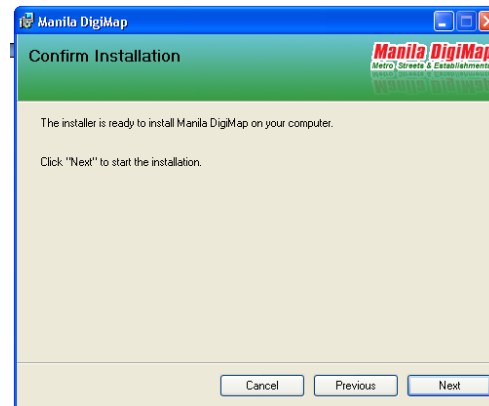 Manila DigiMap
Confirm Installation
Manila DigiMap
Metro Streets & Establishments
The installer is ready to install Manila DigiMap on your computer.
Click "Next" to start the installation.
Cancel
Previous
Next